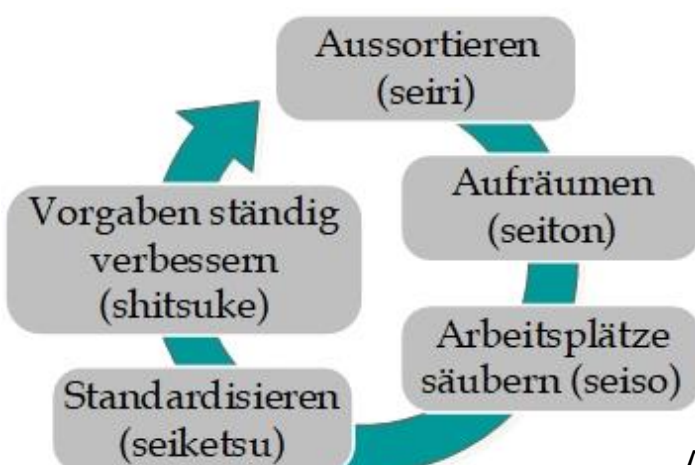 Aussortieren
(seiri)
Aufräumen
(seiton)
Arbeitsplätze
säubern (seiso)
Standardisieren
(seiketsu)
Vorgaben ständig
verbessern
(shitsuke)